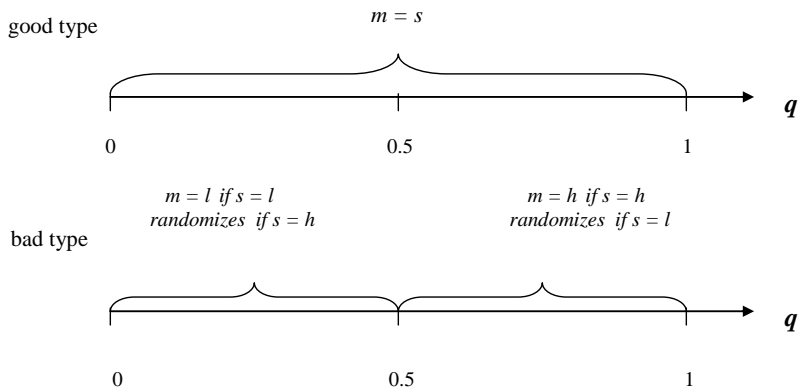 m = s
good type
q
0 0.5 1
m = l if s = l m = h if s = h
randomizes if s = h randomizes if s = l
bad type
q
0 0.5 1